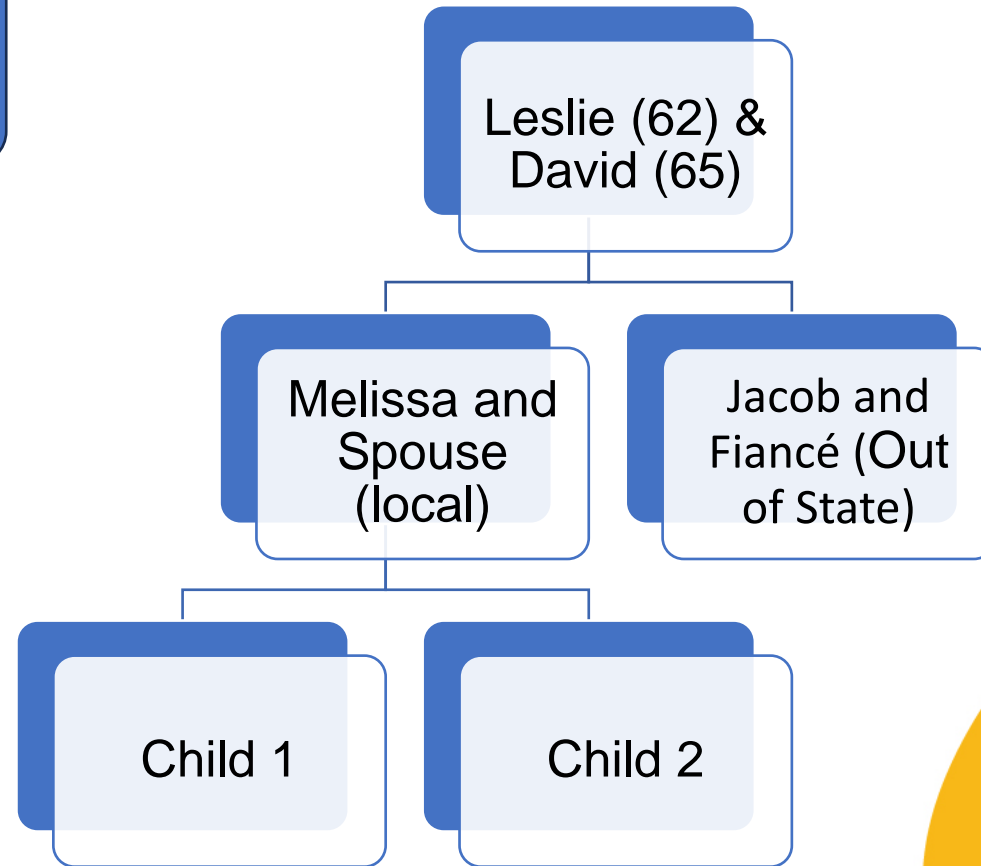 Leslie (62) &
David (65)
Melissa and
Spouse
(local)
Jacob and
Fiancé (Out
of State)
Child 1
Child 2